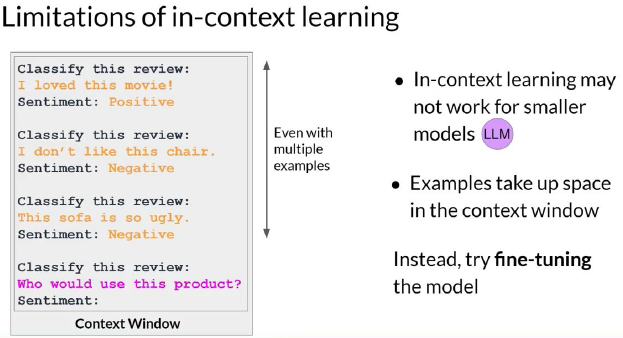 Limitations of in-context learning
Classify this review:
I loved this movie!
Sentiment: Positive
Classify this review:
I don't like this chair.
Sentiment: Negative
Classify this review:
This sofa is so ugly.
Sentiment: Negative
Classify this review:
Who would use this product?
Sentiment:
Context Window
Even with
multiple
examples
• In-context learning may
not work for smaller
models LLM
• Examples take up space
in the context window
Instead, try fine-tuning
the model